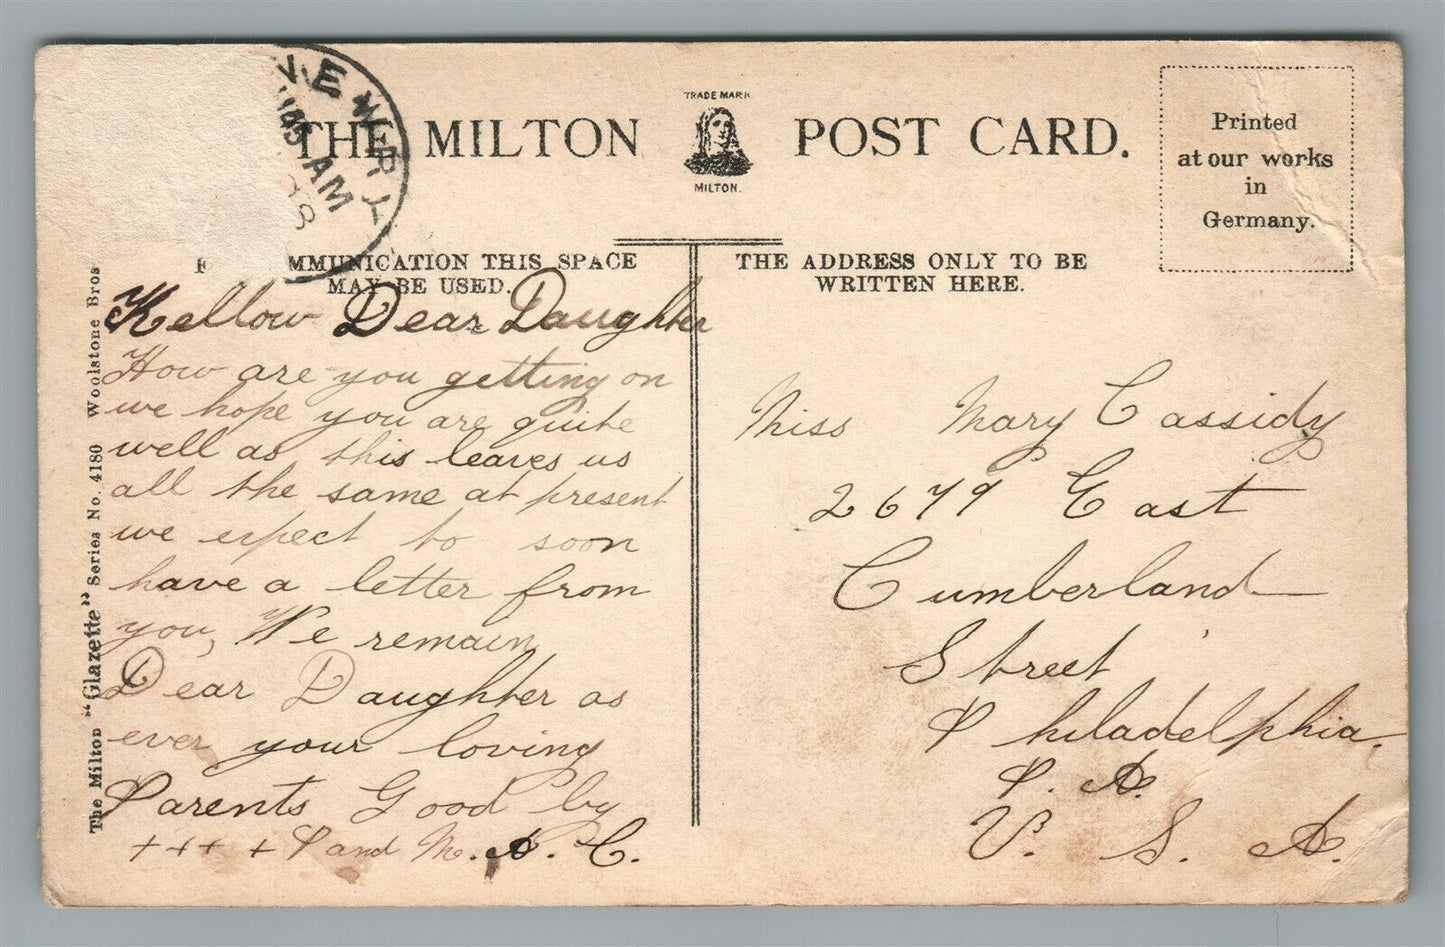 NEWRY
AM
08
THE MILTON POST CARD.
TRADE MARK
MILTON.
Printed
at our works
in
Germany.
MMUNICATION THIS SPACE
MAY BE USED.
THE ADDRESS ONLY TO BE
WRITTEN HERE.
The Milton "Glazette" Series No. 4180 Woolstone Bros
Hellow Dear Daughter
How are you getting on
we hope you are quite
well as this leaves us
all the same at present
we expect to soon
have a letter from
you, We remain
Dear Daughter as
ever your loving
Parents Good by
+ + + + P and M. A. C.
Miss Mary Cassidy
2679 East
Cumberland
Street
Philadelphia.
P. A.
U. S. A.